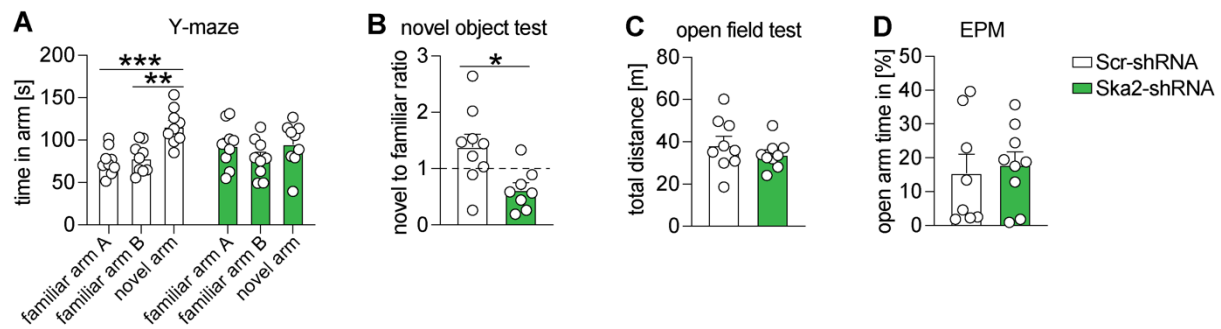 A
Y-maze
time in arm [s]
200
150
100
50
0
***
**
familiar arm A
familiar arm B
novel arm
familiar arm A
familiar arm B
novel arm
B
novel object test
novel to familiar ratio
3
2
1
0
*
C
open field test
total distance [m]
80
60
40
20
0
D
EPM
open arm time in [%]
50
40
30
20
10
0
Scr-shRNA
Ska2-shRNA